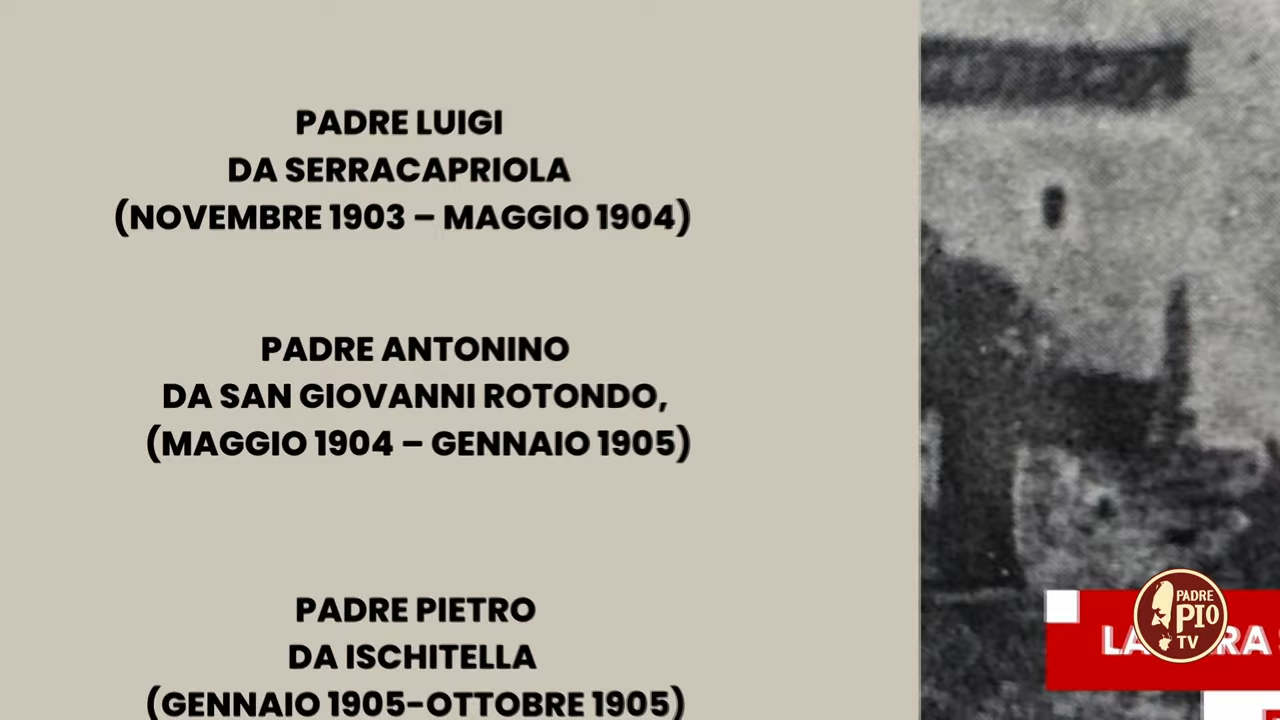 PADRE LUIGI
DA SERRACAPRIOLA
(NOVEMBRE 1903 – MAGGIO 1904)
PADRE ANTONINO
DA SAN GIOVANNI ROTONDO,
(MAGGIO 1904 – GENNAIO 1905)
PADRE PIETRO
DA ISCHITELLA
(GENNAIO 1905-OTTOBRE 1905)
PADRE
PIO
TV